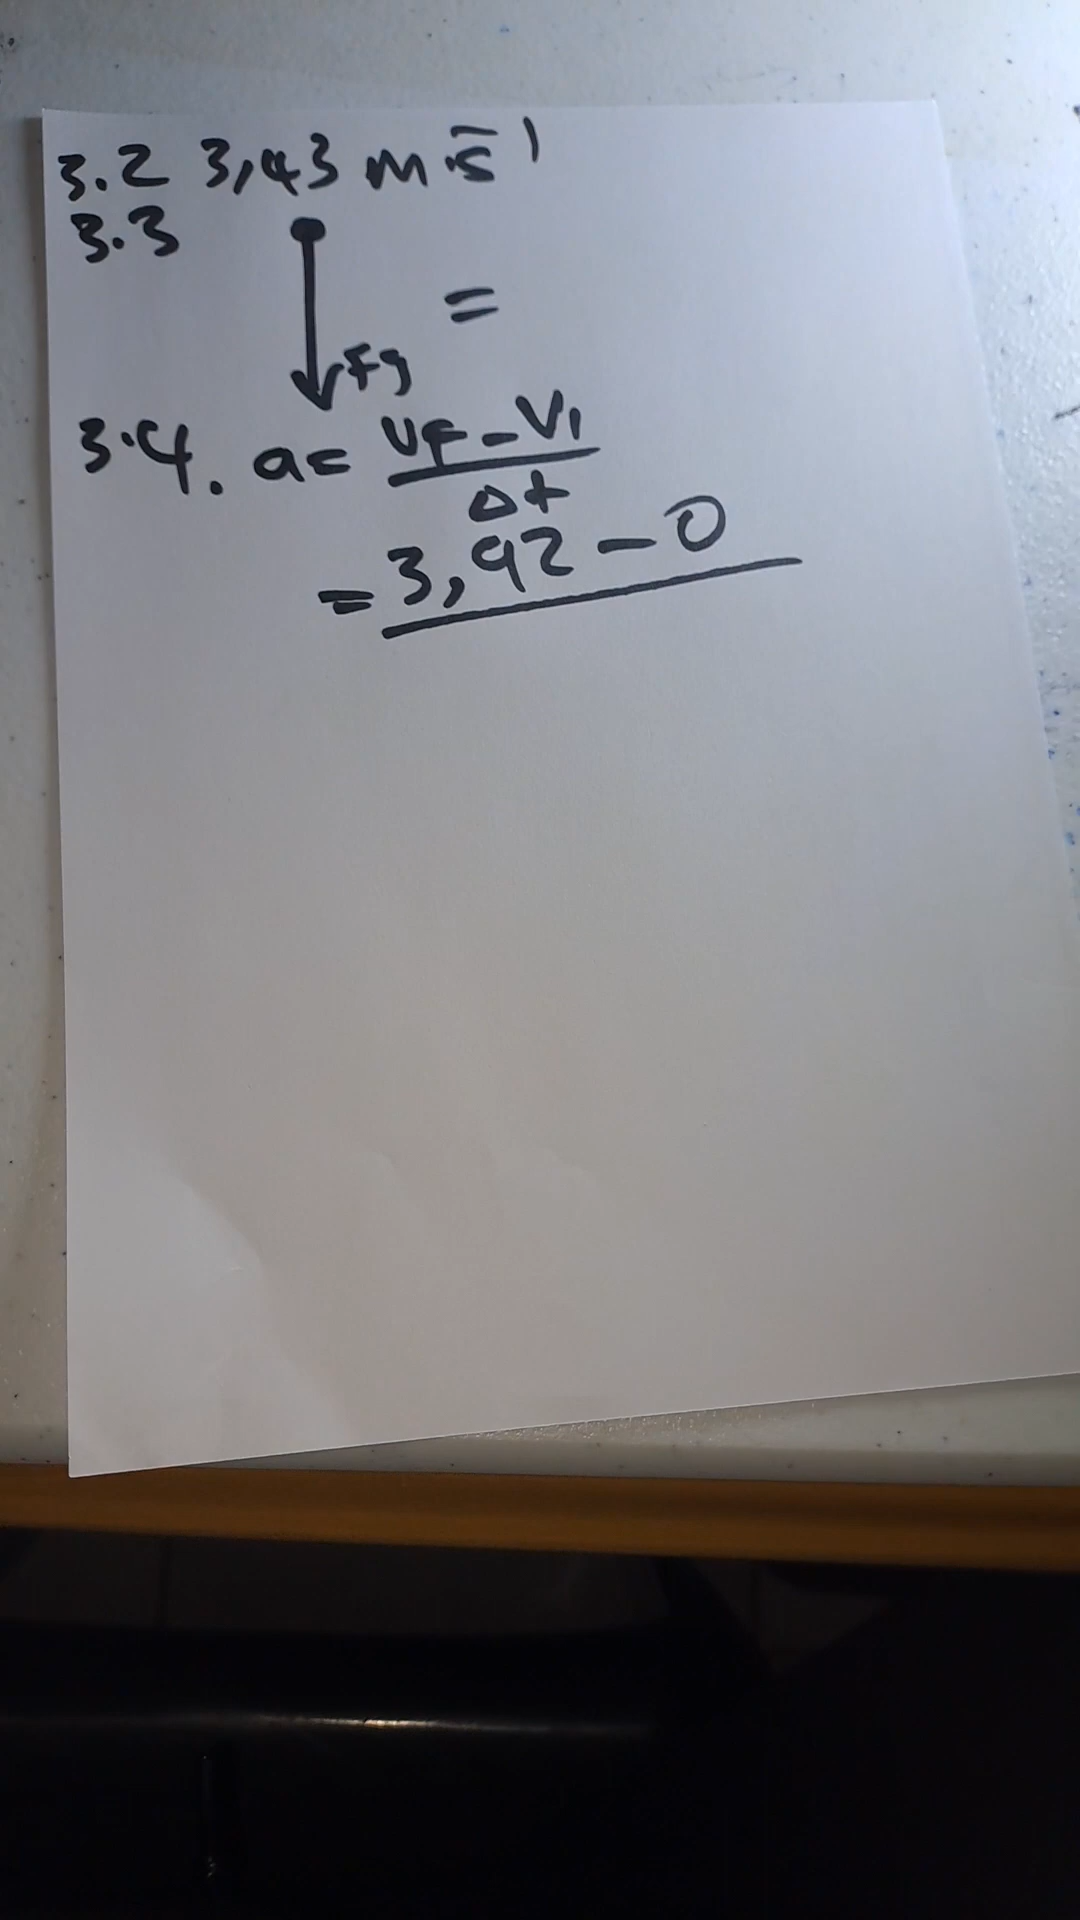 3.2 3,43 m·s⁻¹
3.3
=
Fg
3.4. a = vf - vi
Δt
= 3,92 - 0